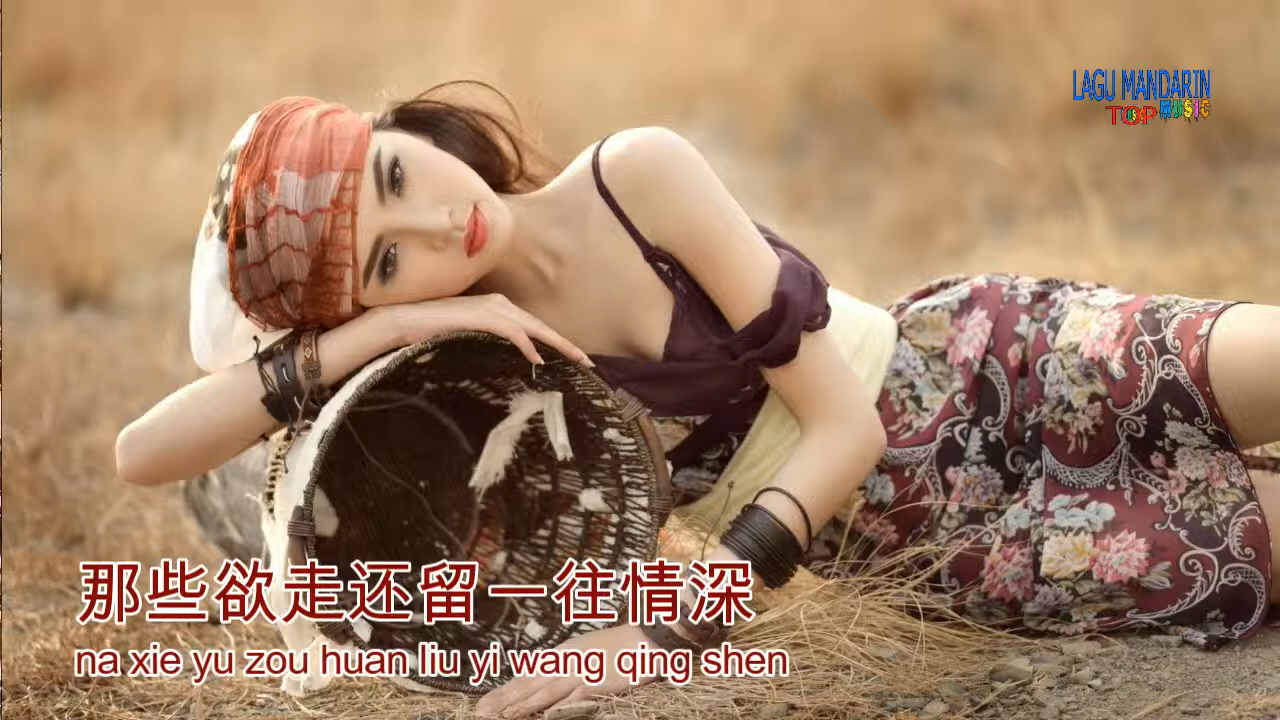 LAGU MANDARIN
TOP MUSIC
那些欲走还留一往情深
na xie yu zou huan liu yi wang qing shen